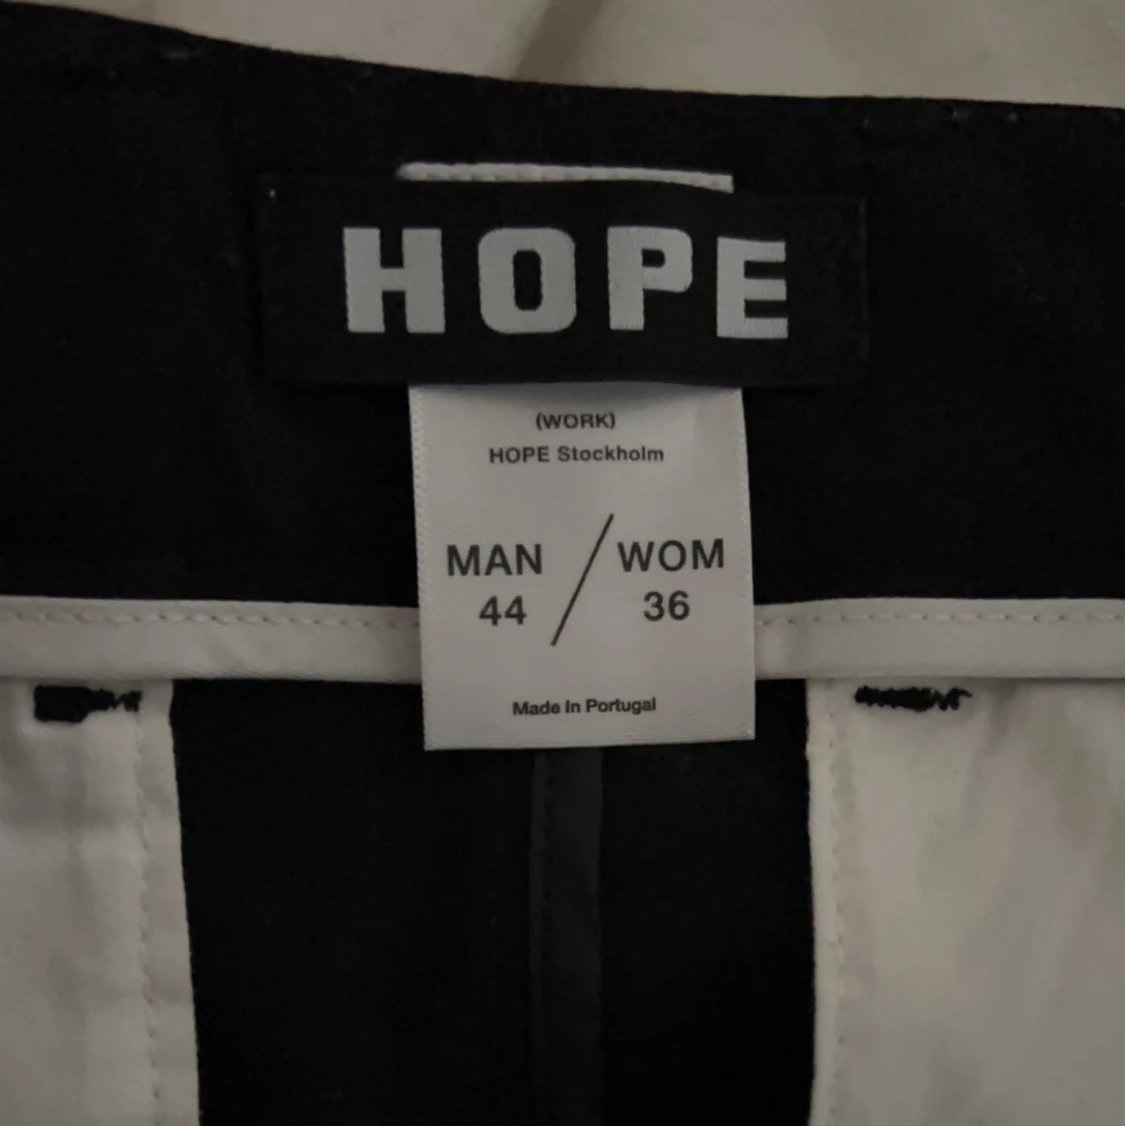 HOPE
(WORK)
HOPE Stockholm
MAN / WOM
44 36
Made In Portugal